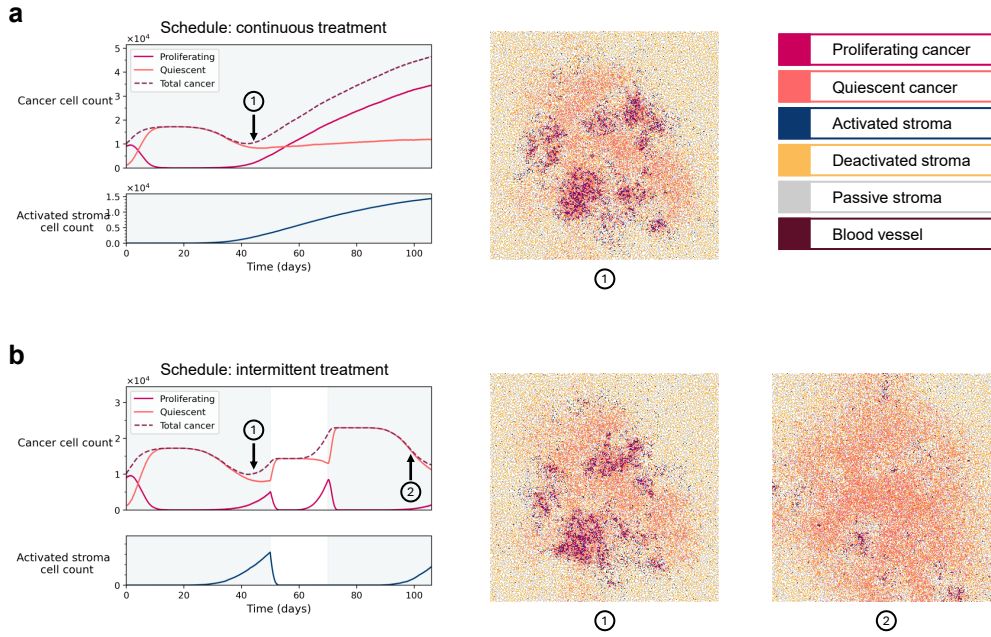 a
Schedule: continuous treatment
×10⁴
5
4
3
2
1
0
Cancer cell count
Proliferating
Quiescent
Total cancer
1
×10⁴
1.5
1.0
0.5
0.0
Activated stroma
cell count
0 20 40 60 80 100
Time (days)
1
Proliferating cancer
Quiescent cancer
Activated stroma
Deactivated stroma
Passive stroma
Blood vessel
b
Schedule: intermittent treatment
×10⁴
3
2
1
0
Cancer cell count
Proliferating
Quiescent
Total cancer
1
2
Activated stroma
cell count
0
0 20 40 60 80 100
Time (days)
1
2